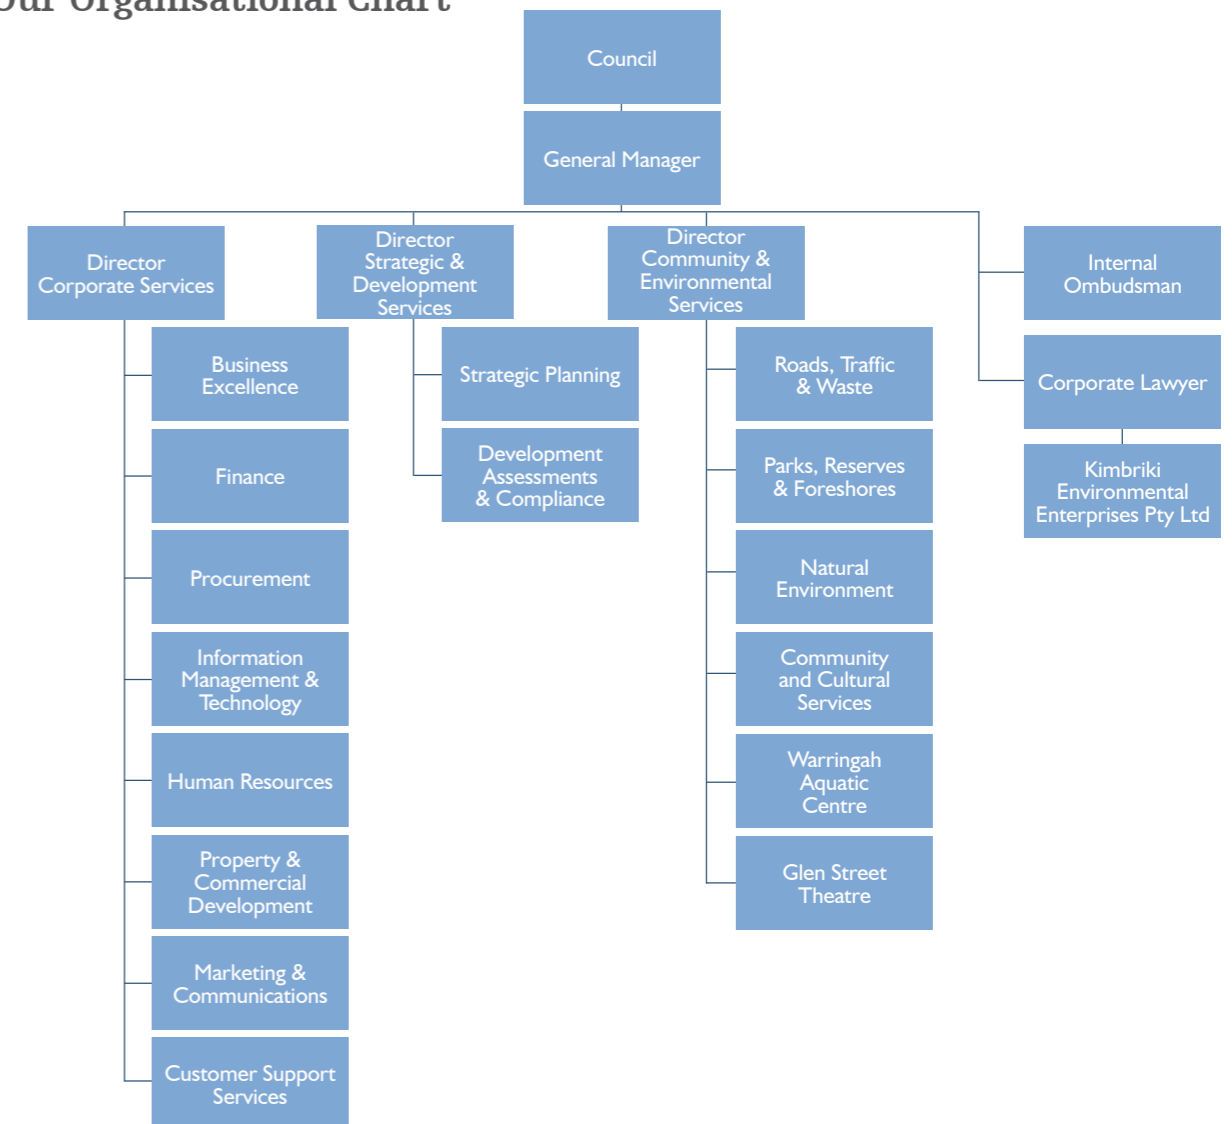 Our Organisational Chart
Council
General Manager
Director
Corporate Services
Business
Excellence
Finance
Procurement
Information
Management &
Technology
Human Resources
Property &
Commercial
Development
Marketing &
Communications
Customer Support
Services
Director
Strategic &
Development
Services
Strategic Planning
Development
Assessments
& Compliance
Director
Community &
Environmental
Services
Roads, Traffic
& Waste
Parks, Reserves
& Foreshores
Natural
Environment
Community
and Cultural
Services
Warringah
Aquatic
Centre
Glen Street
Theatre
Internal
Ombudsman
Corporate Lawyer
Kimbriki
Environmental
Enterprises Pty Ltd